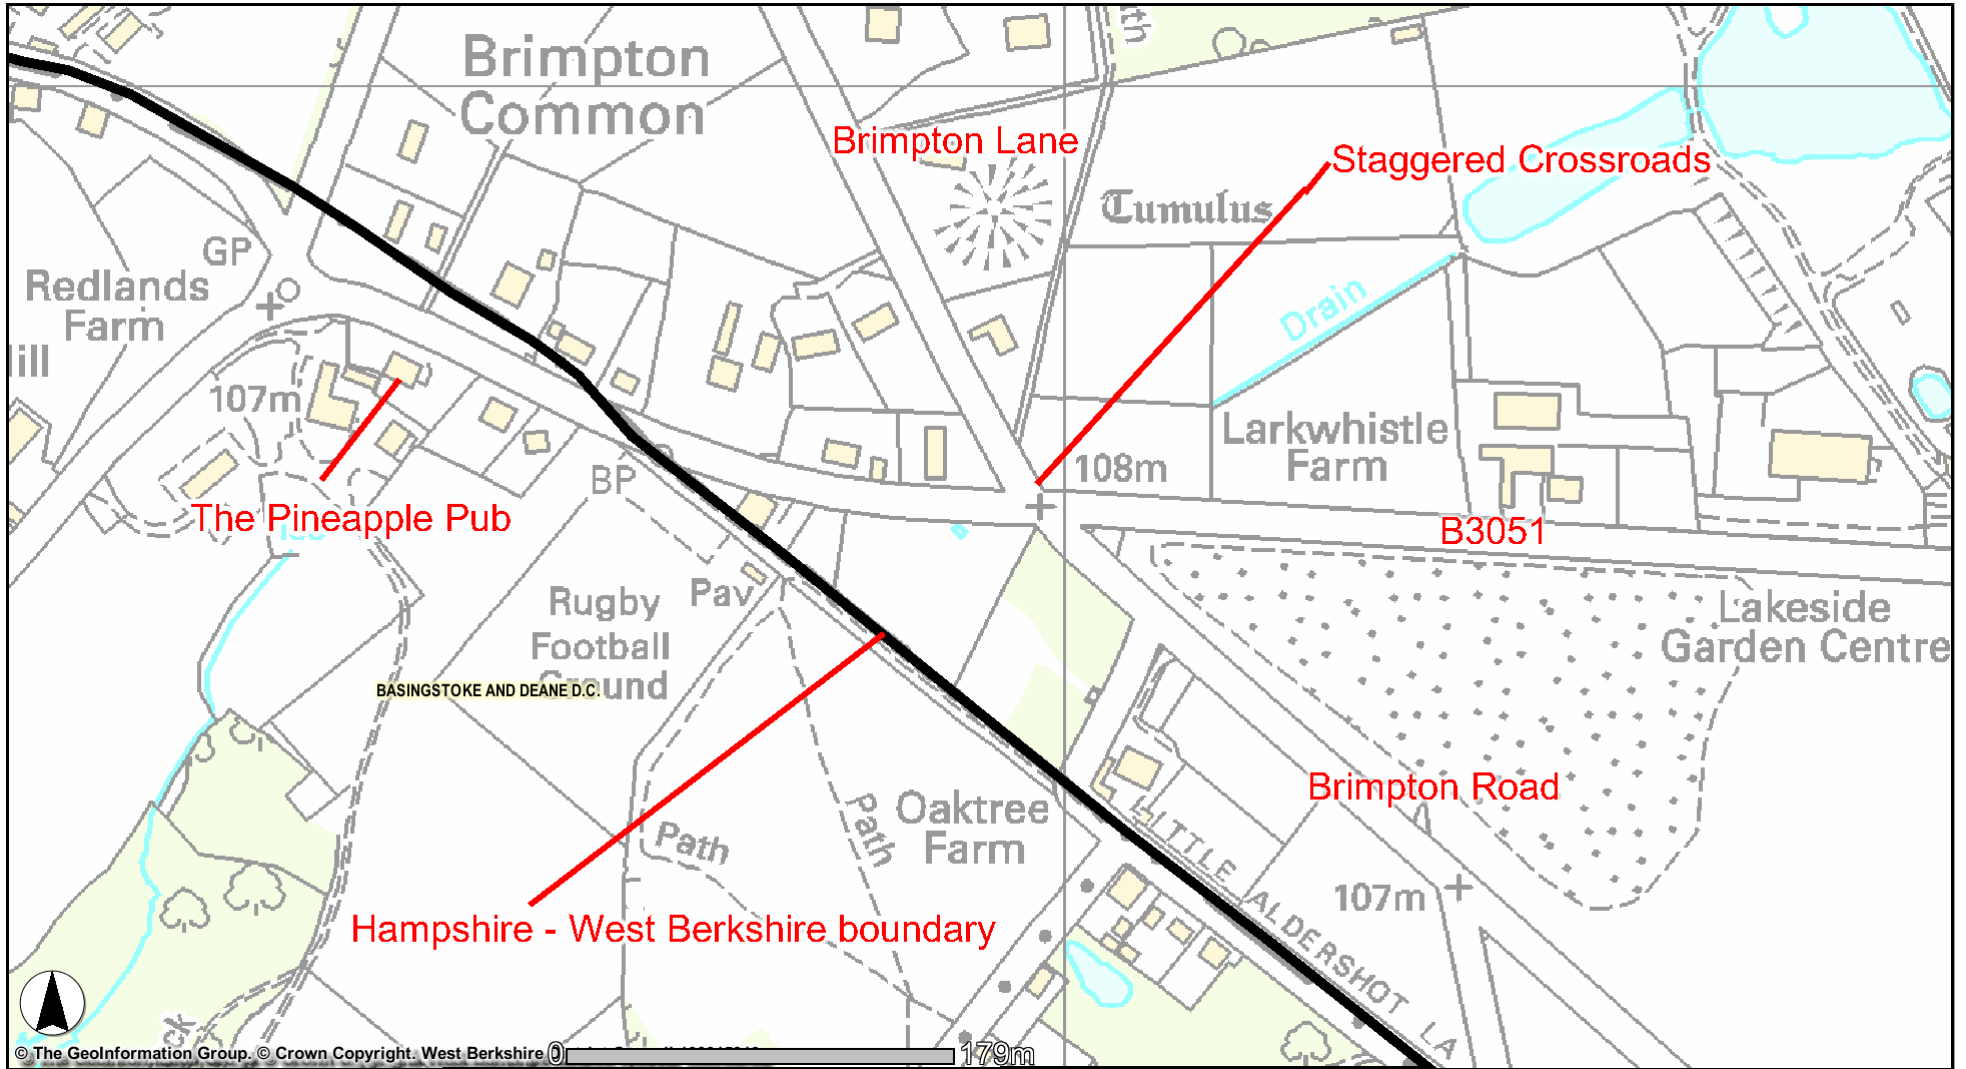 Brimpton
Common
Brimpton Lane
Staggered Crossroads
Tumulus
GP
Redlands
Farm
Drain
107m
Larkwhistle
Farm
108m
BP
The Pineapple Pub
B3051
Rugby
Football
Ground
Pav
Lakeside
Garden Centre
BASINGSTOKE AND DEANE D.C.
Brimpton Road
Oaktree
Farm
Path
Path
LITTLE ALDERSHOT LA
107m
Hampshire - West Berkshire boundary
© The GeoInformation Group. © Crown Copyright. West Berkshire
0
179m